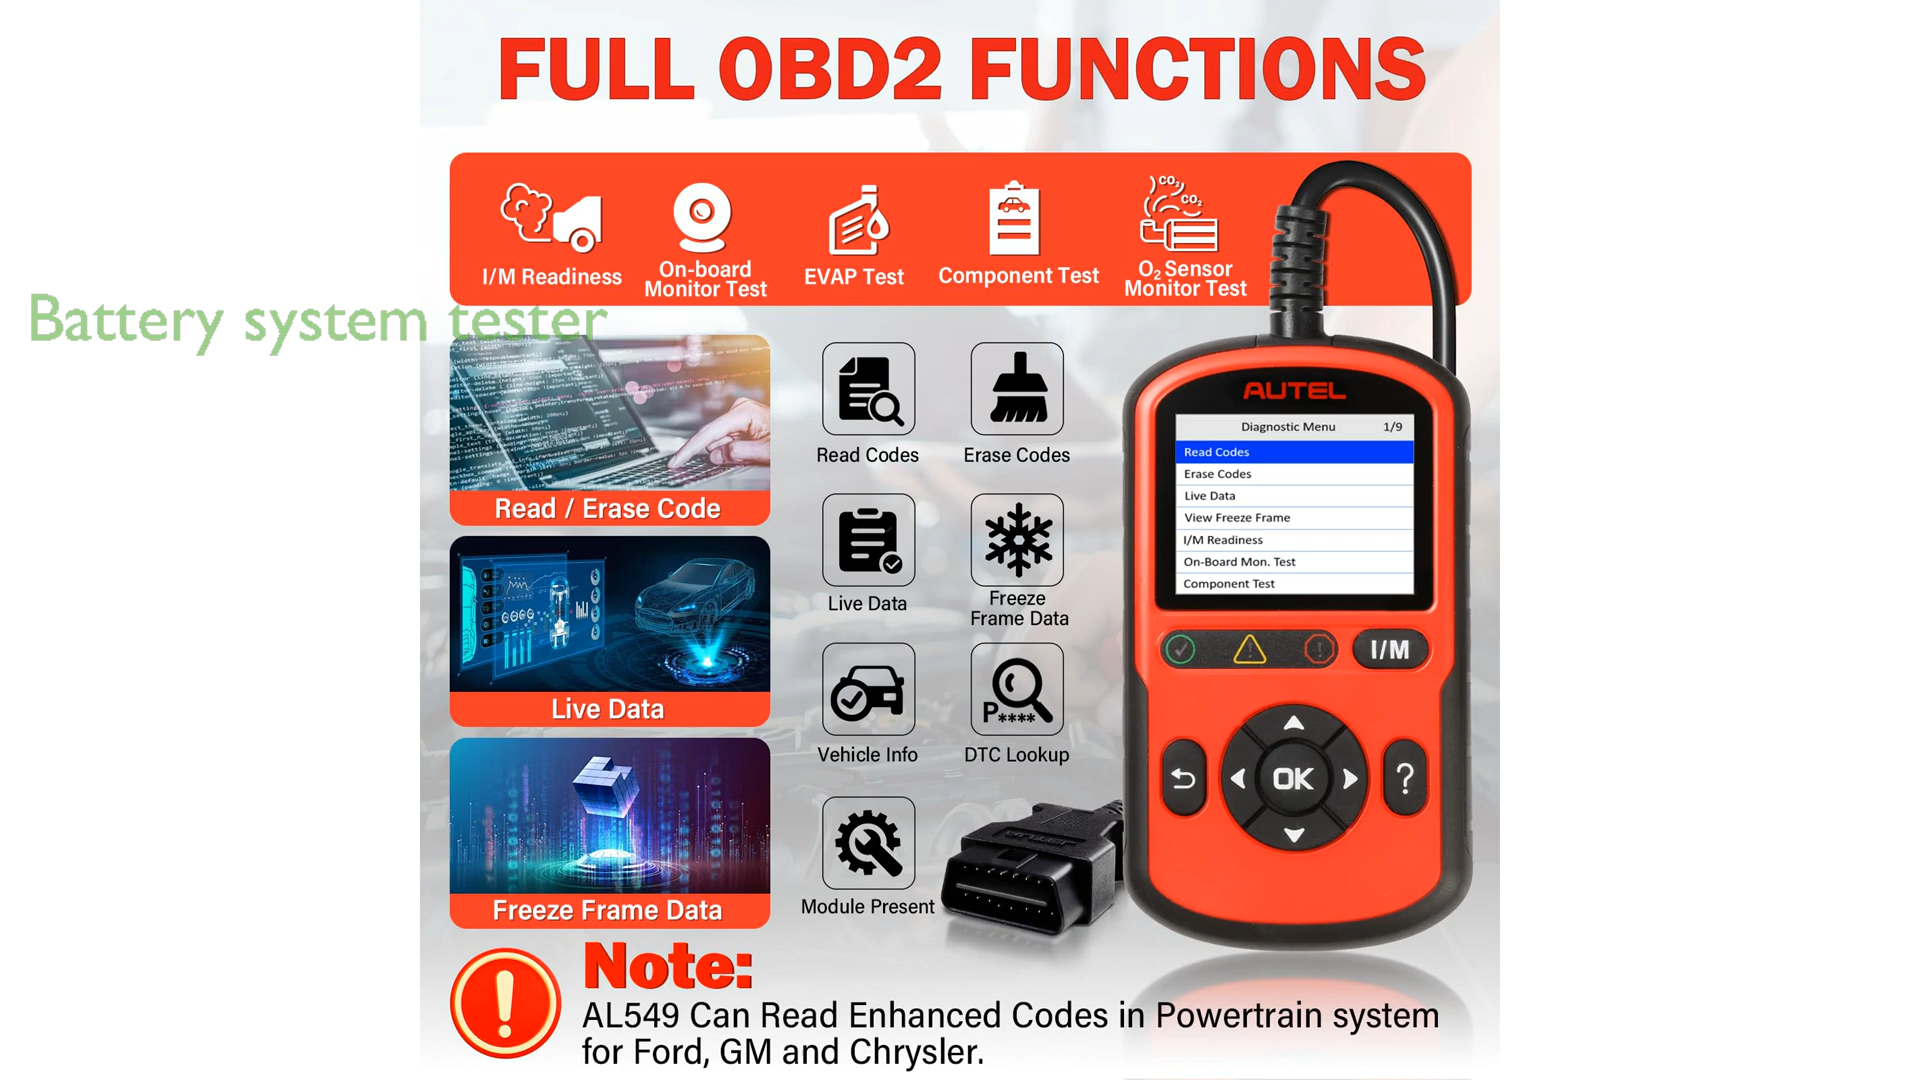 FULL OBD2 FUNCTIONS
CO₂
CO₂
I/M Readiness
On-board
Monitor Test
EVAP Test
Component Test
O₂ Sensor
Monitor Test
Battery system tester
Read / Erase Code
Live Data
Freeze Frame Data
Read Codes
Erase Codes
Live Data
Freeze
Frame Data
Vehicle Info
P****
DTC Lookup
Module Present
AUTEL
Diagnostic Menu 1/9
Read Codes
Erase Codes
Live Data
View Freeze Frame
I/M Readiness
On-Board Mon. Test
Component Test
I/M
OK
?
Note:
AL549 Can Read Enhanced Codes in Powertrain system
for Ford, GM and Chrysler.